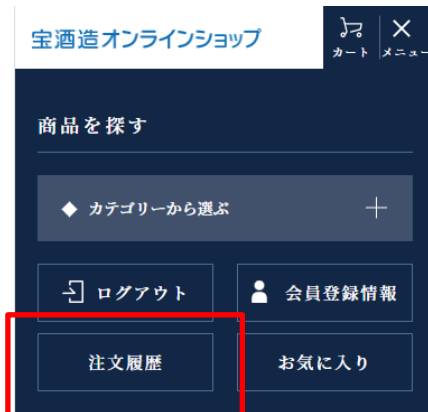 宝酒造オンラインショップ
カート
メニュー
商品を探す
◆ カテゴリーから選ぶ
ログアウト
会員登録情報
注文履歴
お気に入り